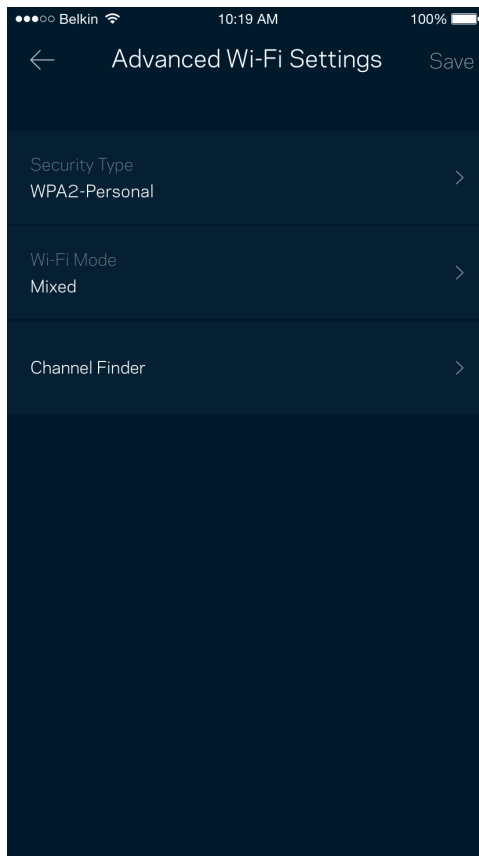 Belkin 10:19 AM 100%
Advanced Wi-Fi Settings Save
Security Type
WPA2-Personal
Wi-Fi Mode
Mixed
Channel Finder